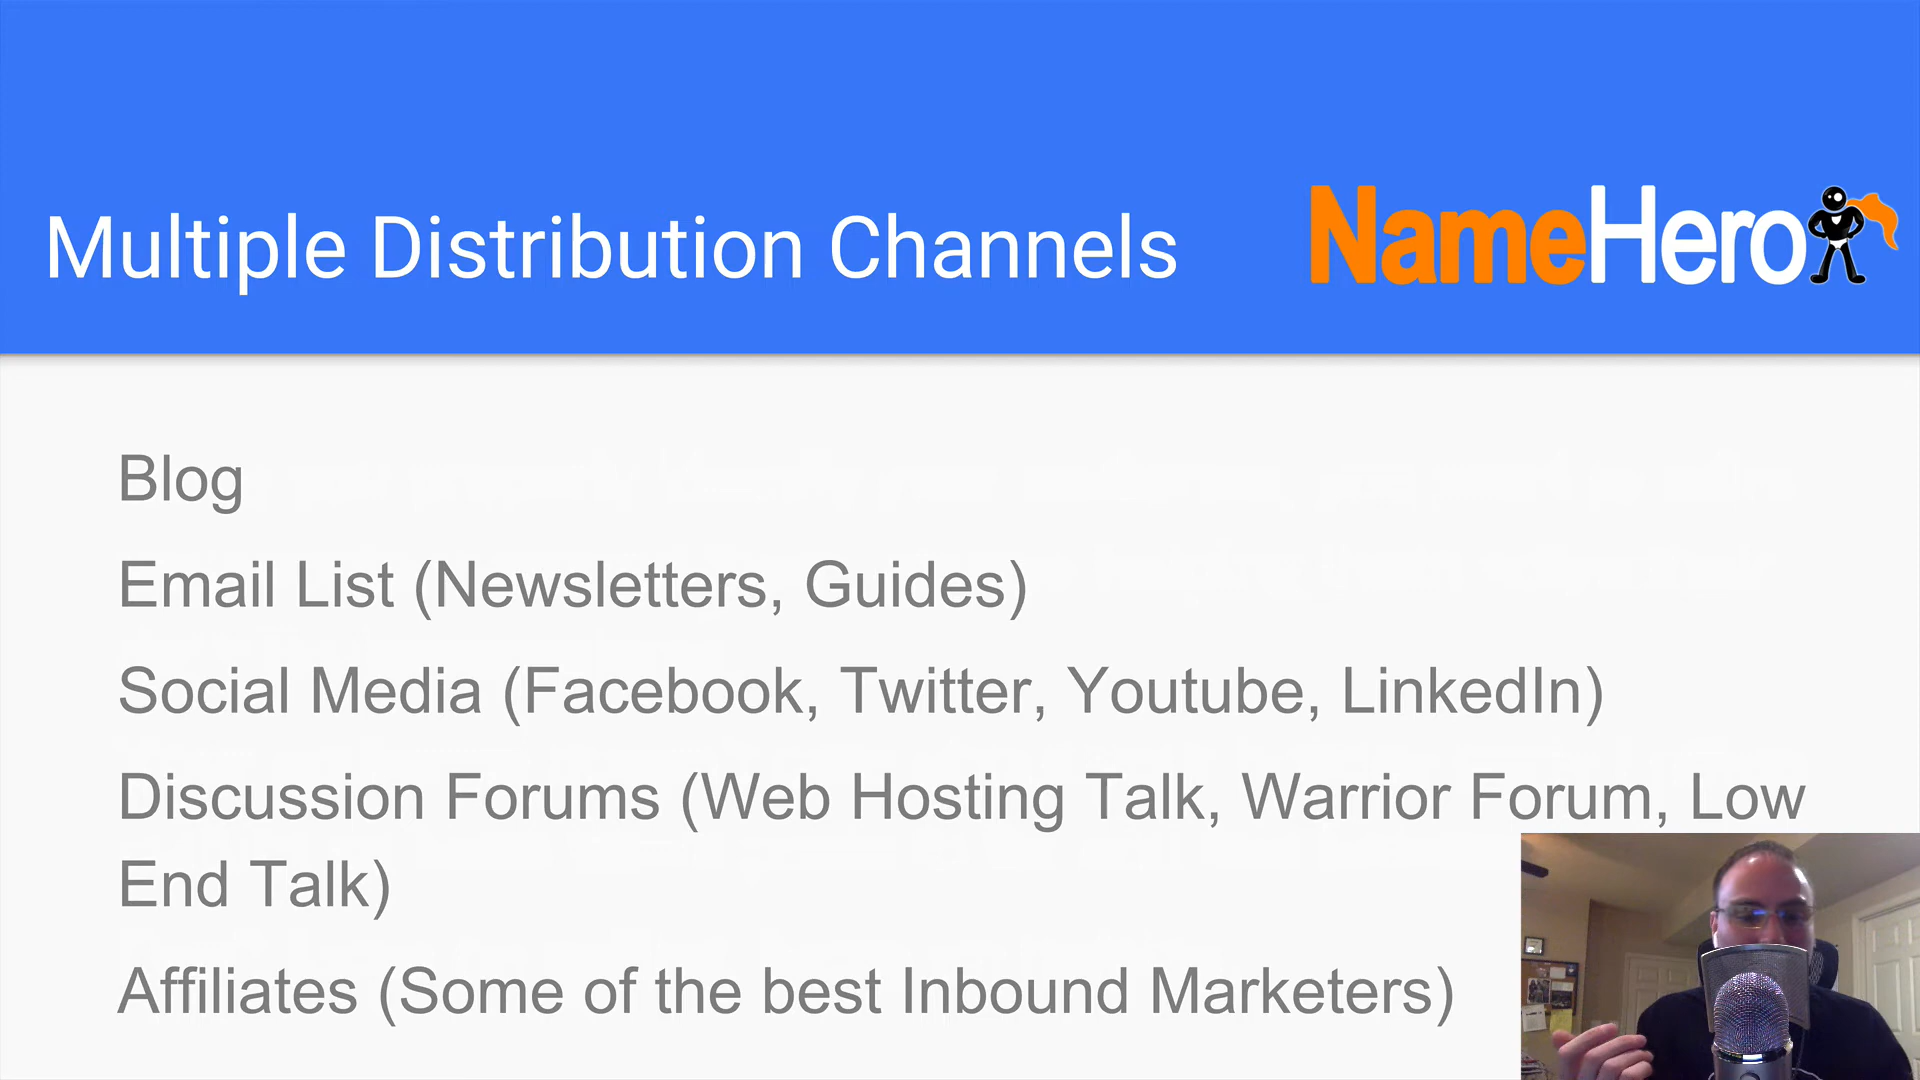 Multiple Distribution Channels
NameHero
Blog
Email List (Newsletters, Guides)
Social Media (Facebook, Twitter, Youtube, LinkedIn)
Discussion Forums (Web Hosting Talk, Warrior Forum, Low
End Talk)
Affiliates (Some of the best Inbound Marketers)